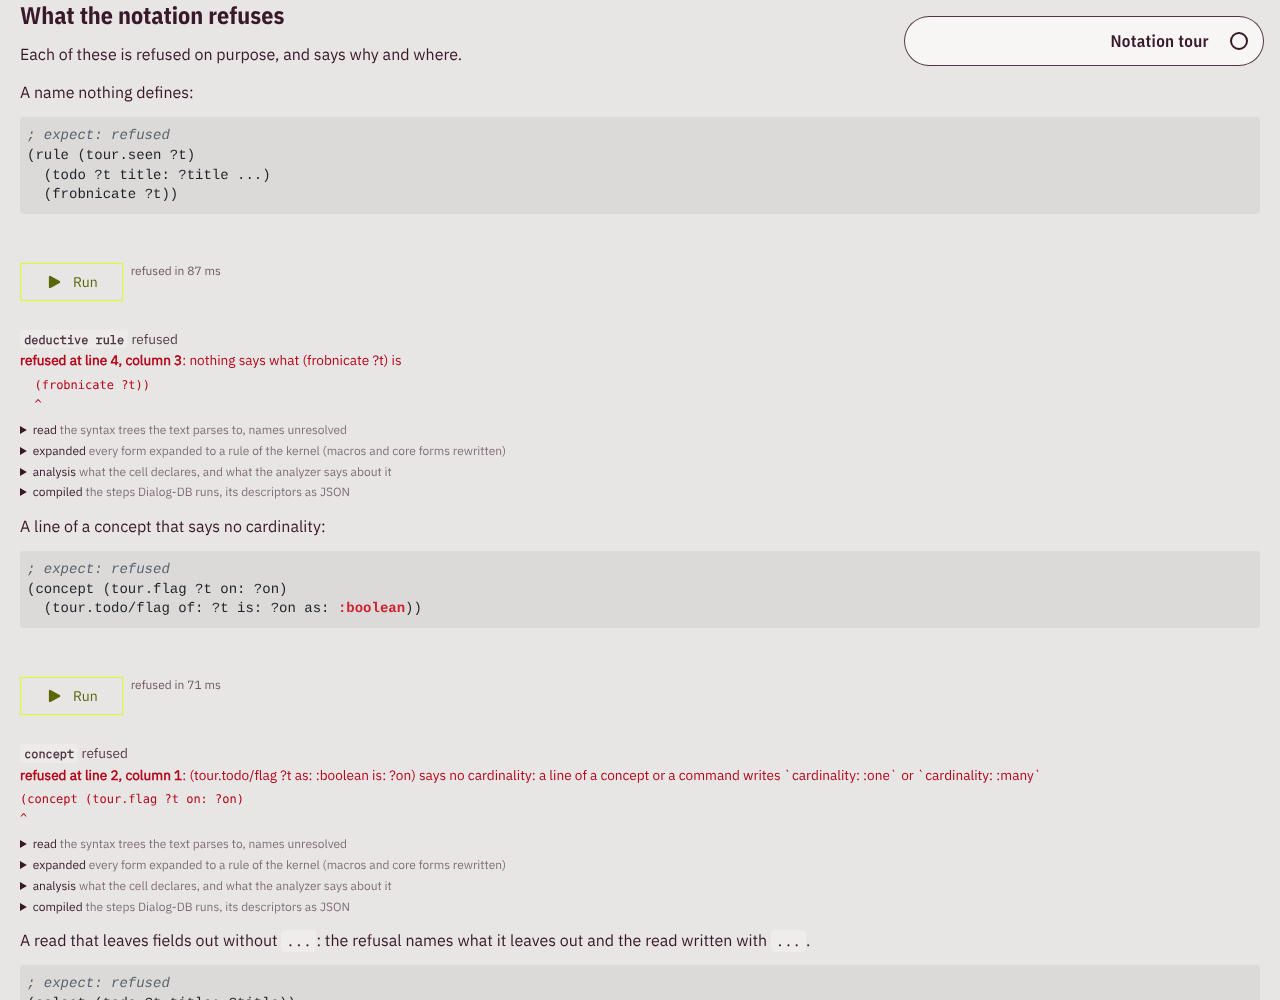 What the notation refuses
Notation tour
Each of these is refused on purpose, and says why and where.
A name nothing defines:
; expect: refused
(rule (tour.seen ?t)
  (todo ?t title: ?title ...)
  (frobnicate ?t))
Run
refused in 87 ms
deductive rule refused
refused at line 4, column 3: nothing says what (frobnicate ?t) is
  (frobnicate ?t))
  ^
read the syntax trees the text parses to, names unresolved
expanded every form expanded to a rule of the kernel (macros and core forms rewritten)
analysis what the cell declares, and what the analyzer says about it
compiled the steps Dialog-DB runs, its descriptors as JSON
A line of a concept that says no cardinality:
; expect: refused
(concept (tour.flag ?t on: ?on)
  (tour.todo/flag of: ?t is: ?on as: :boolean))
Run
refused in 71 ms
concept refused
refused at line 2, column 1: (tour.todo/flag ?t as: :boolean is: ?on) says no cardinality: a line of a concept or a command writes `cardinality: :one` or `cardinality: :many`
(concept (tour.flag ?t on: ?on)
^
read the syntax trees the text parses to, names unresolved
expanded every form expanded to a rule of the kernel (macros and core forms rewritten)
analysis what the cell declares, and what the analyzer says about it
compiled the steps Dialog-DB runs, its descriptors as JSON
A read that leaves fields out without ...: the refusal names what it leaves out and the read written with ....
; expect: refused